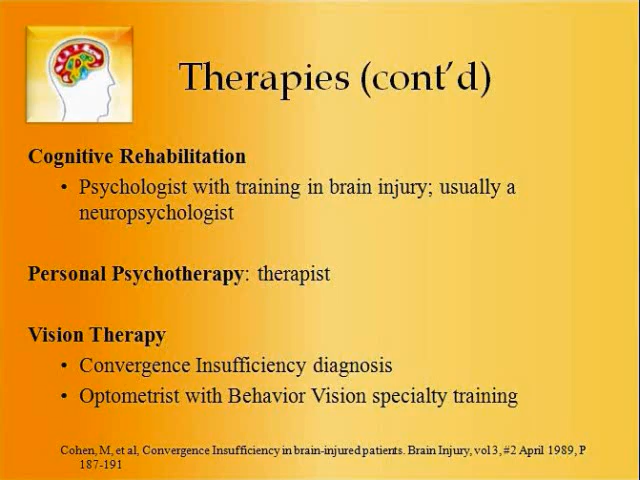 Therapies (cont’d)
Cognitive Rehabilitation
• Psychologist with training in brain injury; usually a
neuropsychologist
Personal Psychotherapy: therapist
Vision Therapy
• Convergence Insufficiency diagnosis
• Optometrist with Behavior Vision specialty training
Cohen, M, et al, Convergence Insufficiency in brain-injured patients. Brain Injury, vol 3, #2 April 1989, P
187-191